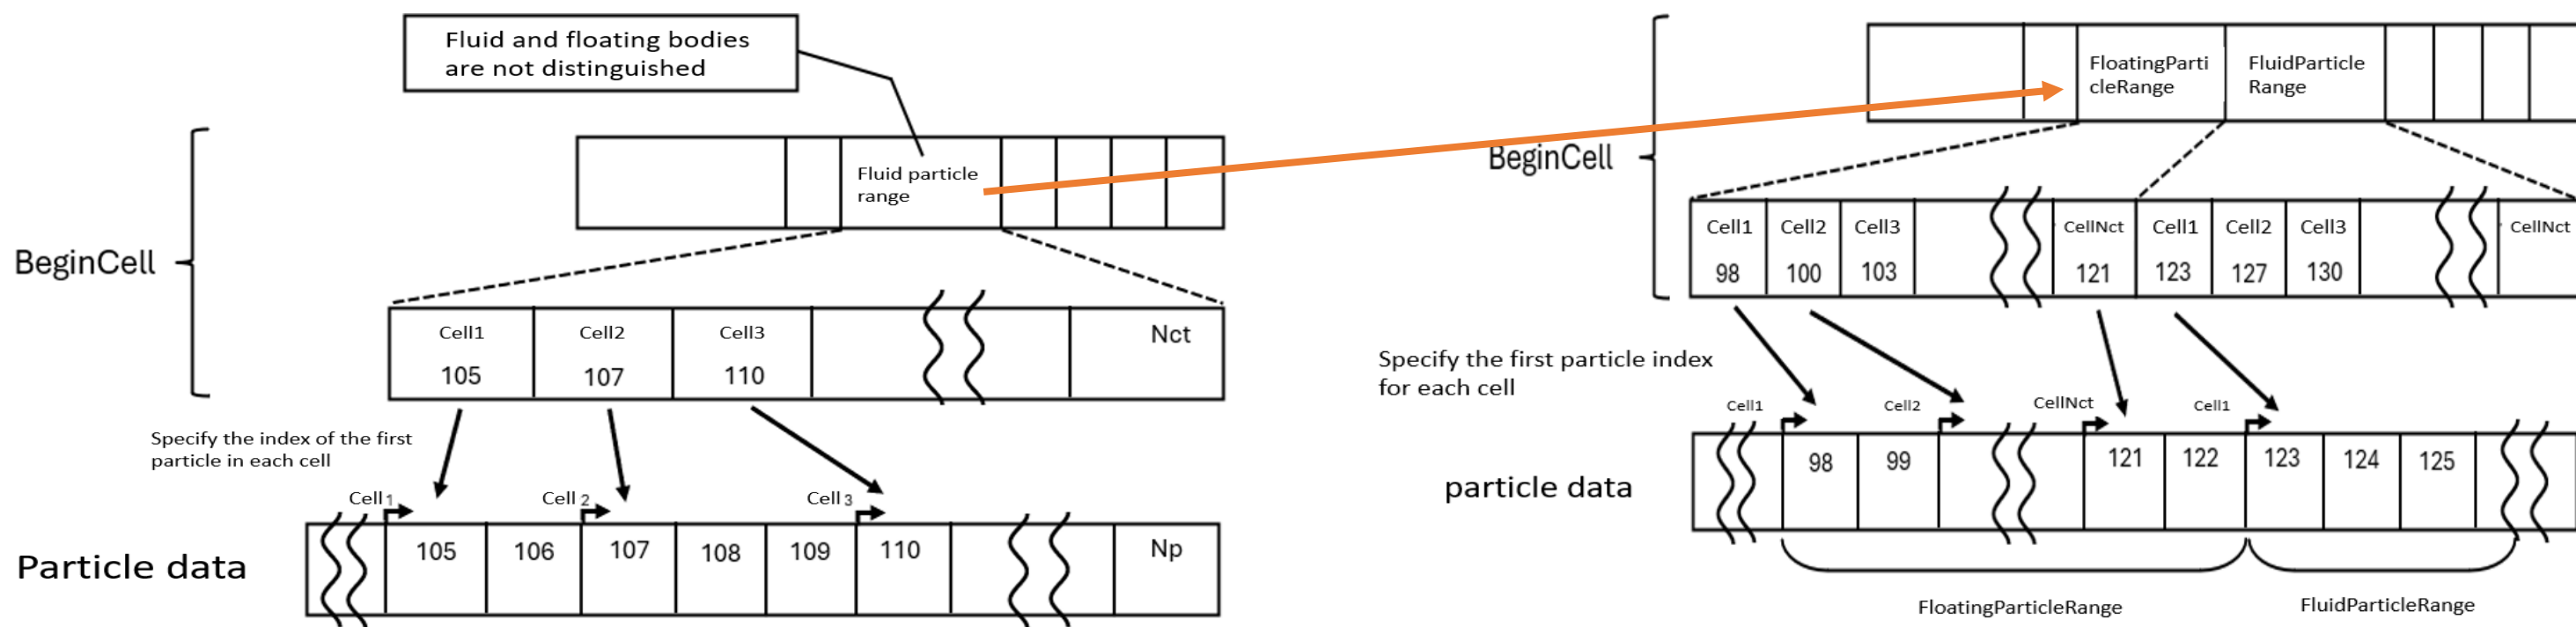 Fluid and floating bodies
are not distinguished
Fluid particle
range
BeginCell
Cell1
105
Cell2
107
Cell3
110
Nct
Specify the index of the first
particle in each cell
Cell1
Cell 2
Cell 3
Particle data
105
106
107
108
109
110
Np
FloatingParti
cleRange
FluidParticle
Range
BeginCell
Cell1
98
Cell2
100
Cell3
103
CellNct
121
Cell1
123
Cell2
127
Cell3
130
CellNct
Specify the first particle index
for each cell
Cell1
Cell2
CellNct
Cell1
particle data
98
99
121
122
123
124
125
FloatingParticleRange
FluidParticleRange